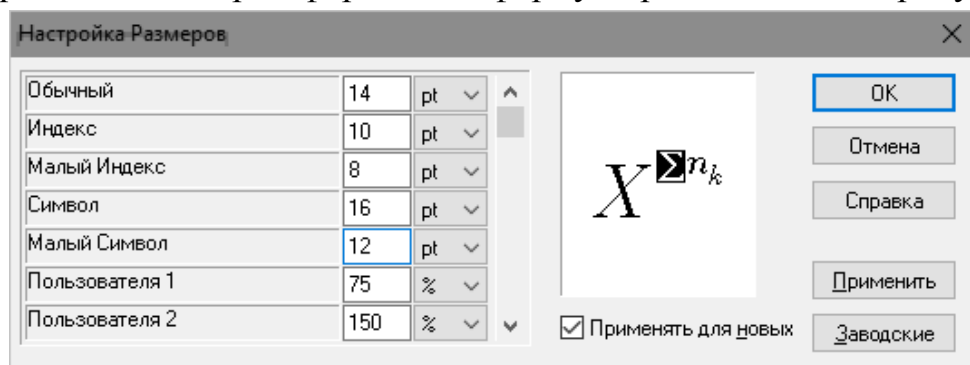 Настройка Размеров
Обычный 14 pt
Индекс 10 pt
Малый Индекс 8 pt
Символ 16 pt
Малый Символ 12 pt
Пользователя 1 75 %
Пользователя 2 150 %
X Σ n k
Применять для новых
OK
Отмена
Справка
Применить
Заводские